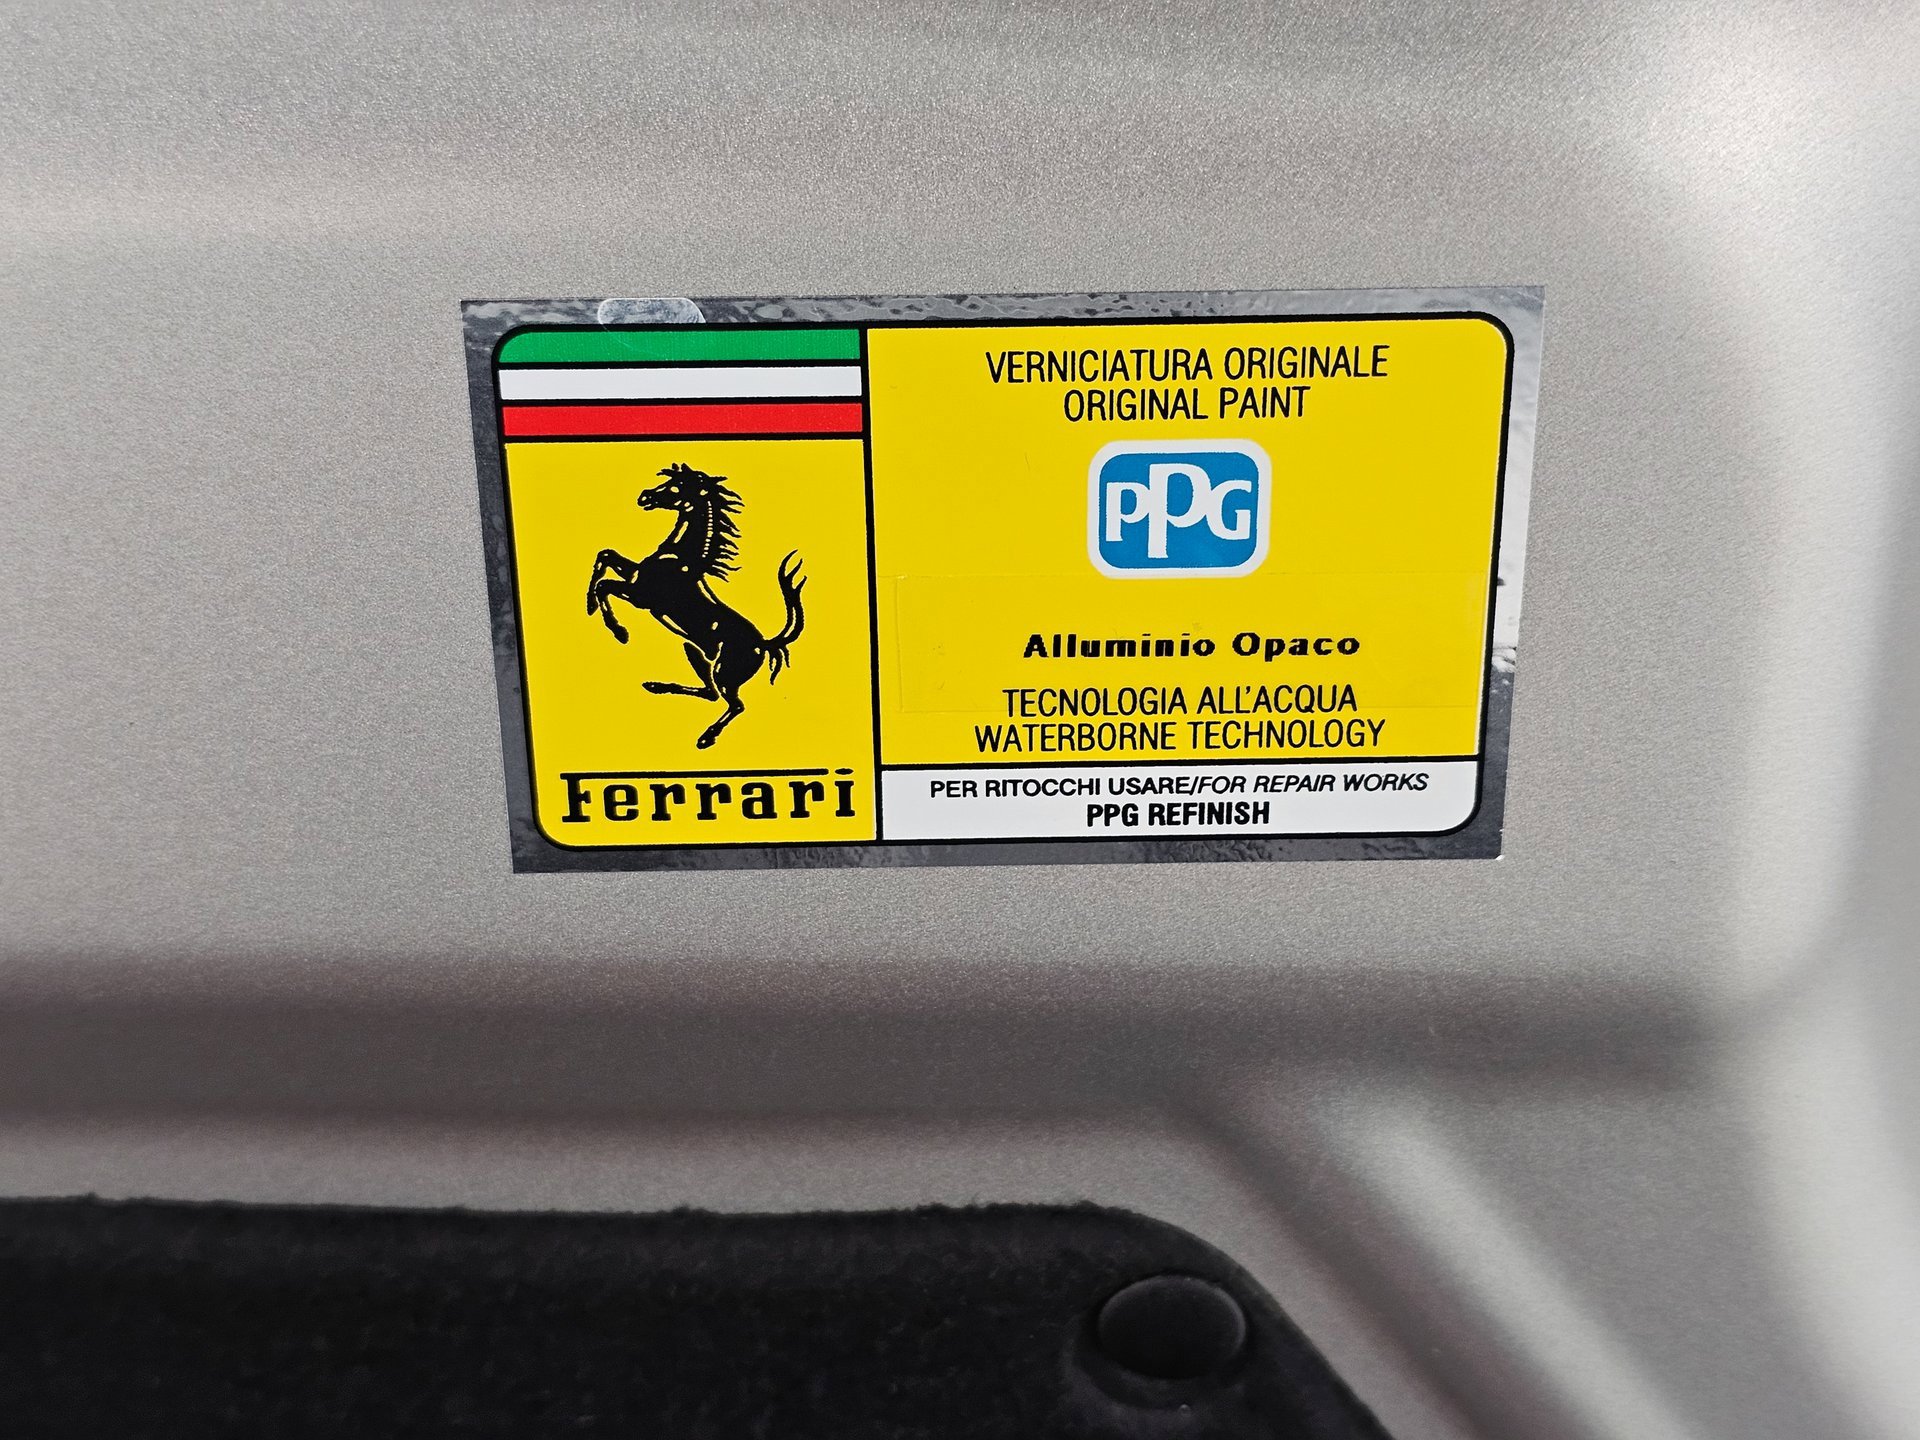 Ferrari
VERNICIATURA ORIGINALE
ORIGINAL PAINT
PPG
Alluminio Opaco
TECNOLOGIA ALL'ACQUA
WATERBORNE TECHNOLOGY
PER RITOCCHI USARE/FOR REPAIR WORKS
PPG REFINISH